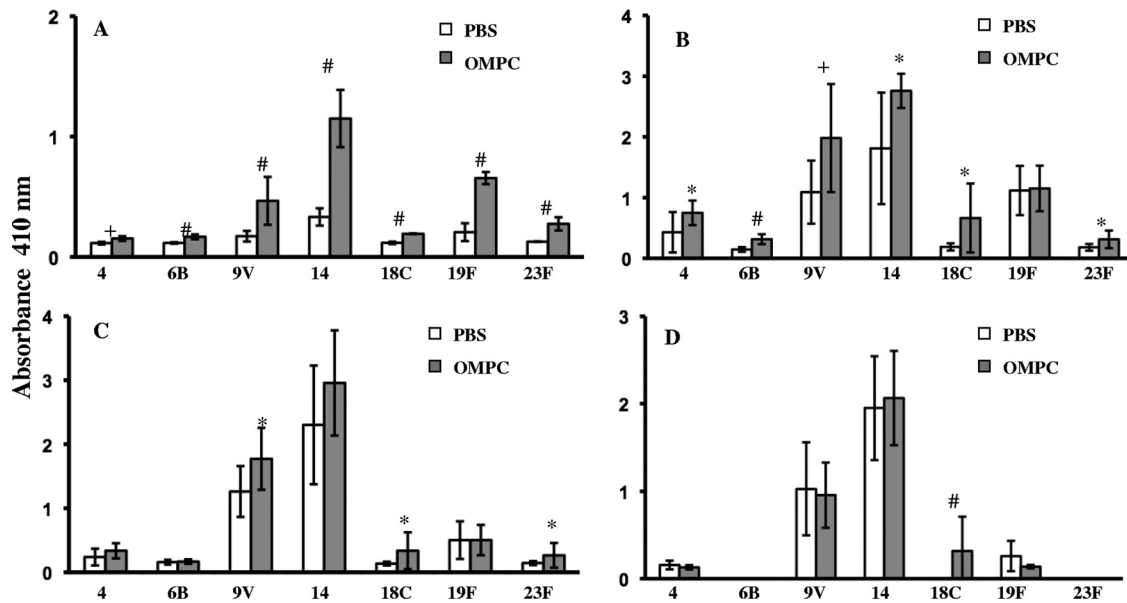 Absorbance 410 nm
A
PBS
OMPC
2
1
0
+
#
#
#
#
#
#
4 6B 9V 14 18C 19F 23F
B
PBS
OMPC
4
3
2
1
0
*
#
+
*
*
*
4 6B 9V 14 18C 19F 23F
C
PBS
OMPC
4
3
2
1
0
*
*
*
4 6B 9V 14 18C 19F 23F
D
PBS
OMPC
3
2
1
0
#
4 6B 9V 14 18C 19F 23F